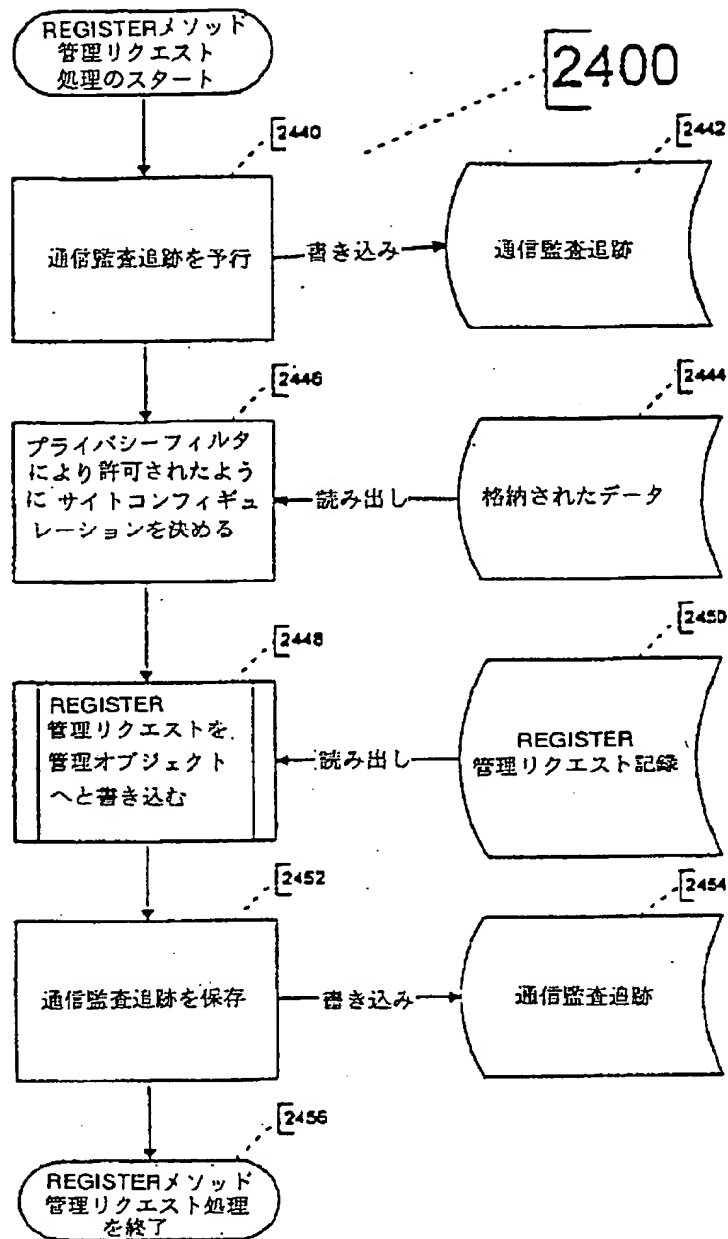 REGISTERメソッド
管理リクエスト
処理のスタート
2400
2440
2442
通信監査追跡を予行
書き込み
通信監査追跡
2446
2444
プライバシーフィルタ
により許可されたよう
にサイトコンフィギュ
レーションを決める
読み出し
格納されたデータ
2448
2450
REGISTER
管理リクエストを
管理オブジェクト
へと書き込む
読み出し
REGISTER
管理リクエスト記録
2452
2454
通信監査追跡を保存
書き込み
通信監査追跡
2456
REGISTERメソッド
管理リクエスト処理
を終了